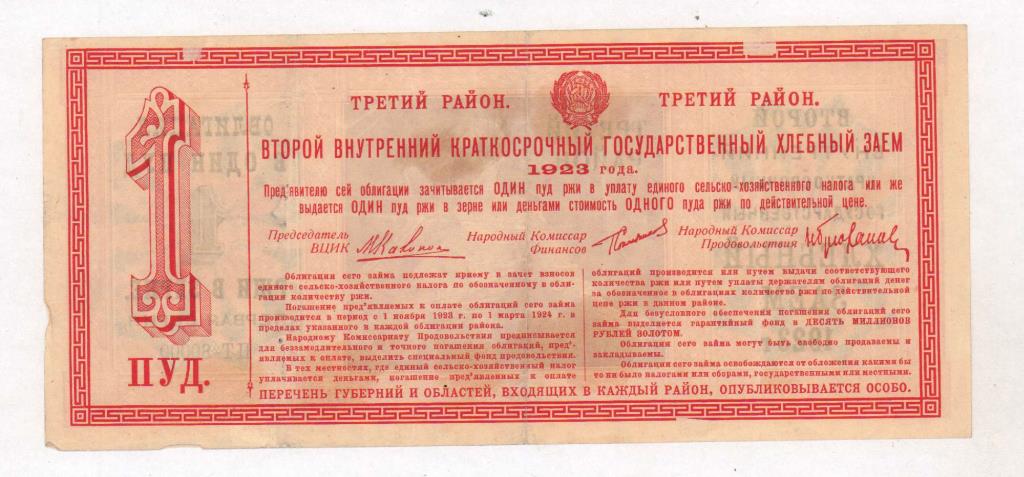 1
ПУД.
ТРЕТИЙ РАЙОН. ТРЕТИЙ РАЙОН.
ВТОРОЙ ВНУТРЕННИЙ КРАТКОСРОЧНЫЙ ГОСУДАРСТВЕННЫЙ ХЛЕБНЫЙ ЗАЕМ
1923 года.
Пред'явителю сей облигации зачитывается ОДИН пуд ржи в уплату единого сельско-хозяйственного налога или же
выдается ОДИН пуд ржи в зерне или деньгами стоимость ОДНОГО пуда ржи по действительной цене.
Председатель Народный Комиссар Народный Комиссар
ВЦИК Финансов Продовольствия
Облигации сего займа подлежат приему в зачет взносов
единого сельско-хозяйственного налога по обозначенному в обли-
гации количеству ржи.
Погашение пред'являемых к оплате облигаций сего займа
производится в период с 1 ноября 1923 г. по 1 марта 1924 г. в
пределах указанного в каждой облигации района.
Народному Комиссариату Продовольствия предписывается
для беззамедлительного и точного погашения облигаций, пред'-
являемых к оплате, выделить специальный фонд продовольствия.
В тех местностях, где единый сельско-хозяйственный налог
уплачивается деньгами, погашение пред'явленных к оплате
облигаций производится или путем выдачи соответствующего
количества ржи или путем уплаты держателям облигаций денег
за обозначенное в облигациях количество ржи по действительной
цене ржи в данном районе.
Для безусловного обеспечения погашения облигаций сего
займа выделяется гарантийный фонд в ДЕСЯТЬ МИЛЛИОНОВ
РУБЛЕЙ ЗОЛОТОМ.
Облигации сего займа могут быть свободно продаваемы и
закладываемы.
Облигации сего займа освобождаются от обложения какими бы
то ни было налогами или сборами, государственными или местными.
ПЕРЕЧЕНЬ ГУБЕРНИЙ И ОБЛАСТЕЙ, ВХОДЯЩИХ В КАЖДЫЙ РАЙОН, ОПУБЛИКОВЫВАЕТСЯ ОСОБО.